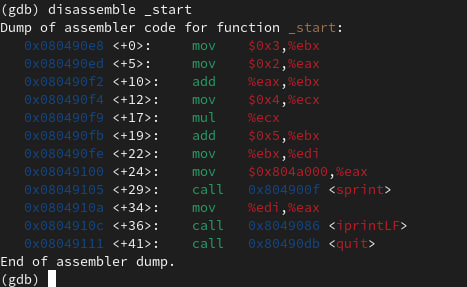 (gdb) disassemble _start
Dump of assembler code for function _start:
   0x080490e8 <+0>:     mov    $0x3,%ebx
   0x080490ed <+5>:     mov    $0x2,%eax
   0x080490f2 <+10>:    add    %eax,%ebx
   0x080490f4 <+12>:    mov    $0x4,%ecx
   0x080490f9 <+17>:    mul    %ecx
   0x080490fb <+19>:    add    $0x5,%ebx
   0x080490fe <+22>:    mov    %ebx,%edi
   0x08049100 <+24>:    mov    $0x804a000,%eax
   0x08049105 <+29>:    call   0x804900f <sprint>
   0x0804910a <+34>:    mov    %edi,%eax
   0x0804910c <+36>:    call   0x8049086 <iprintLF>
   0x08049111 <+41>:    call   0x80490db <quit>
End of assembler dump.
(gdb)